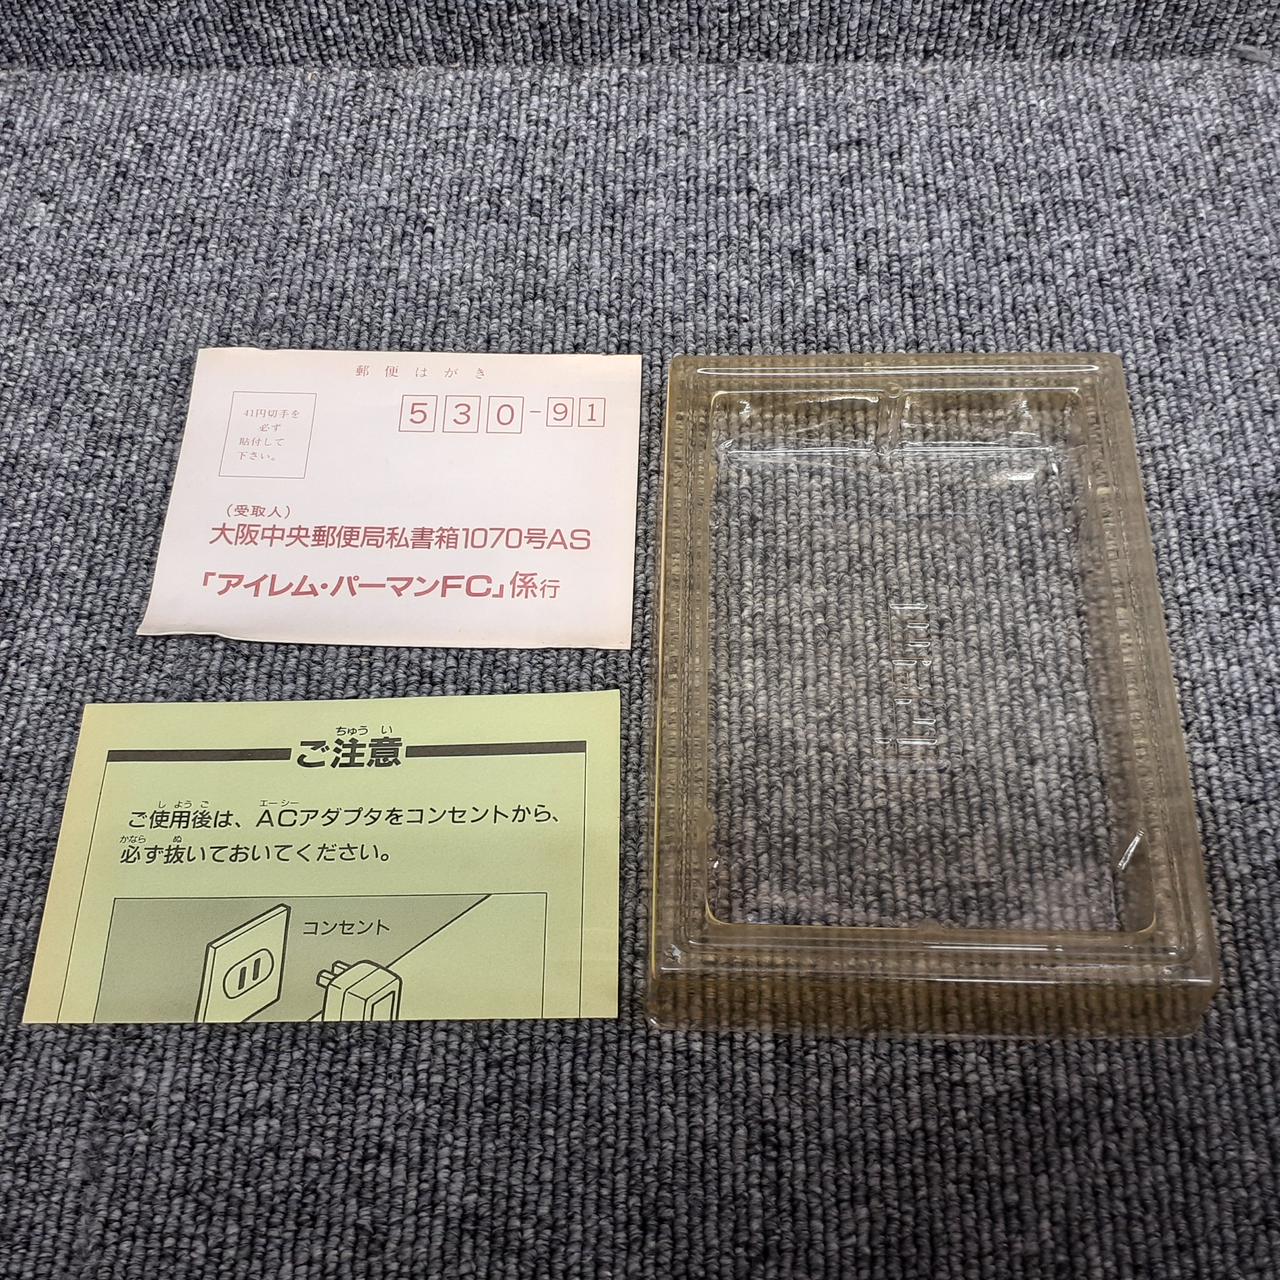 郵便はがき
41円切手を
必ず
貼付して
下さい。
530-91
(受取人)
大阪中央郵便局私書箱1070号AS
「アイレム・パーマンFC」係行
ちゅうい
ご注意
しようご エーシー
ご使用後は、ACアダプタをコンセントから、
かなら ぬ
必ず抜いておいてください。
コンセント